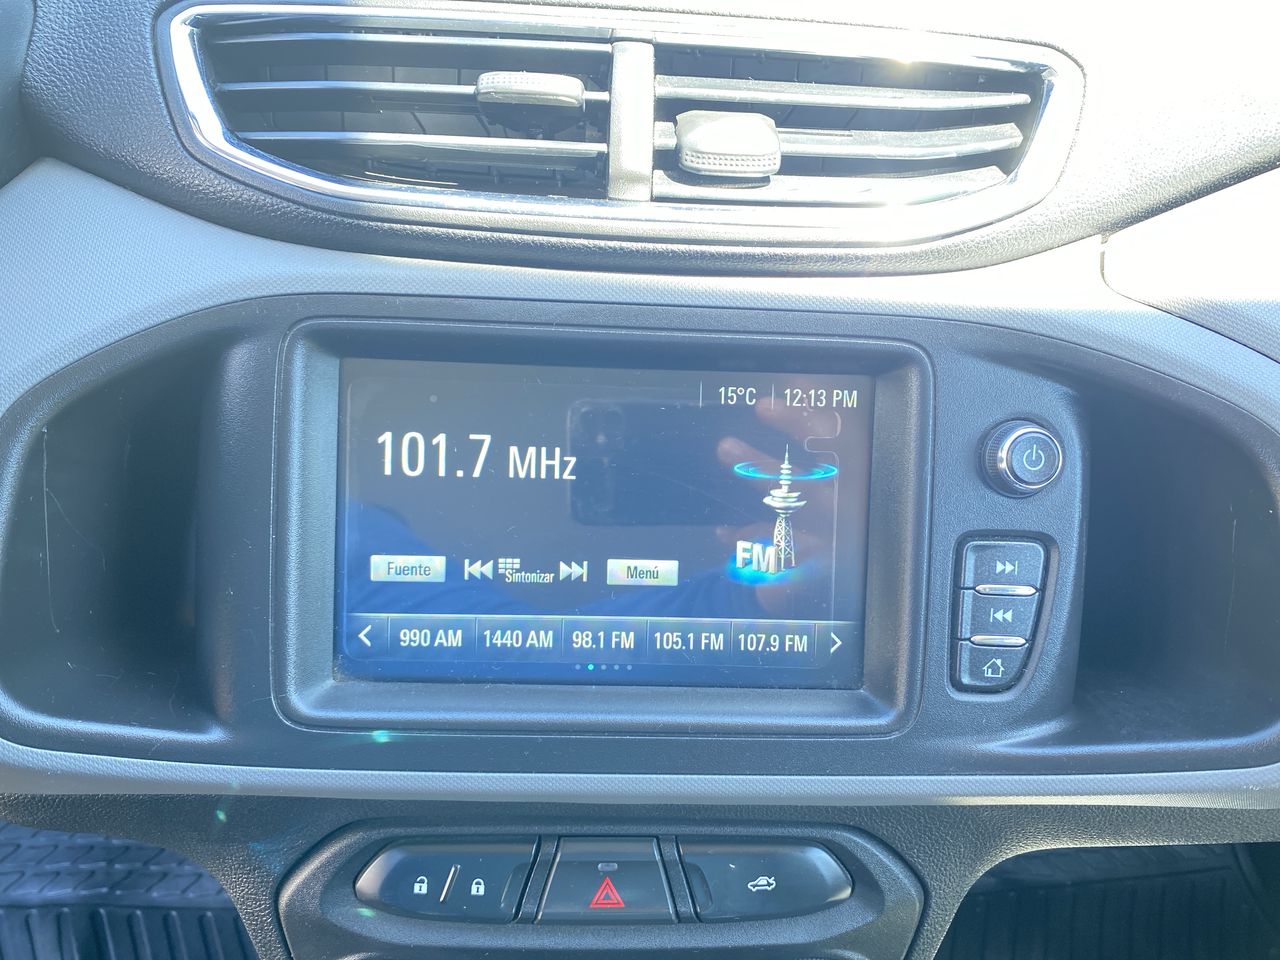 15°C 12:13 PM
101.7 MHz
FM
Fuente Sintonizar Menú
990 AM 1440 AM 98.1 FM 105.1 FM 107.9 FM